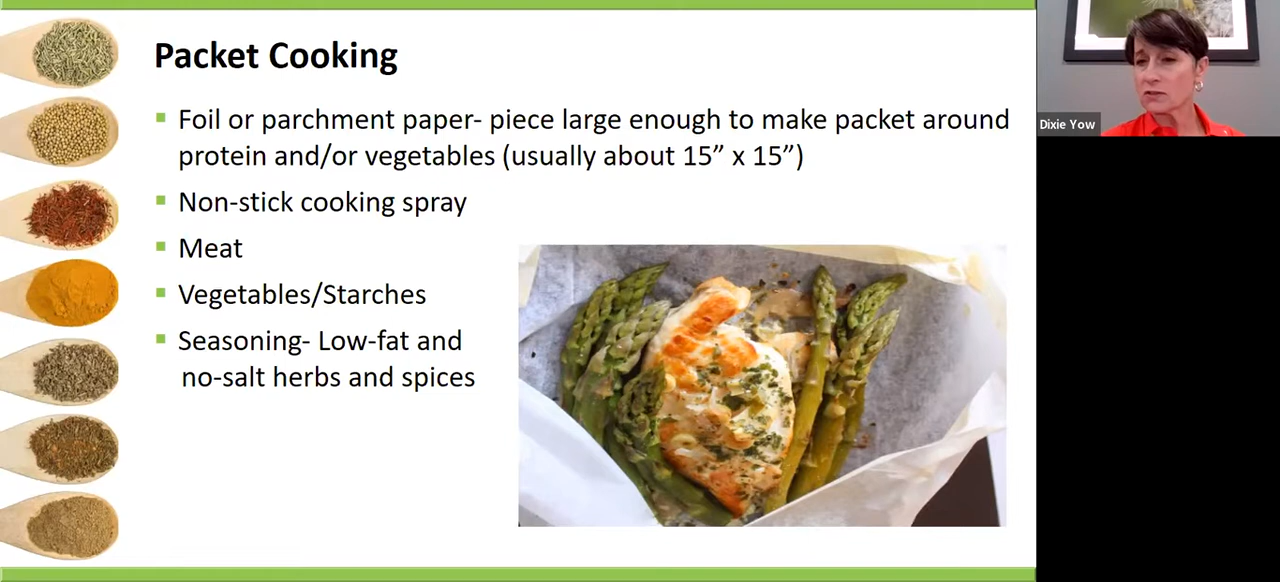 Packet Cooking
Foil or parchment paper- piece large enough to make packet around
protein and/or vegetables (usually about 15” x 15”)
Non-stick cooking spray
Meat
Vegetables/Starches
Seasoning- Low-fat and
no-salt herbs and spices
Dixie Yow